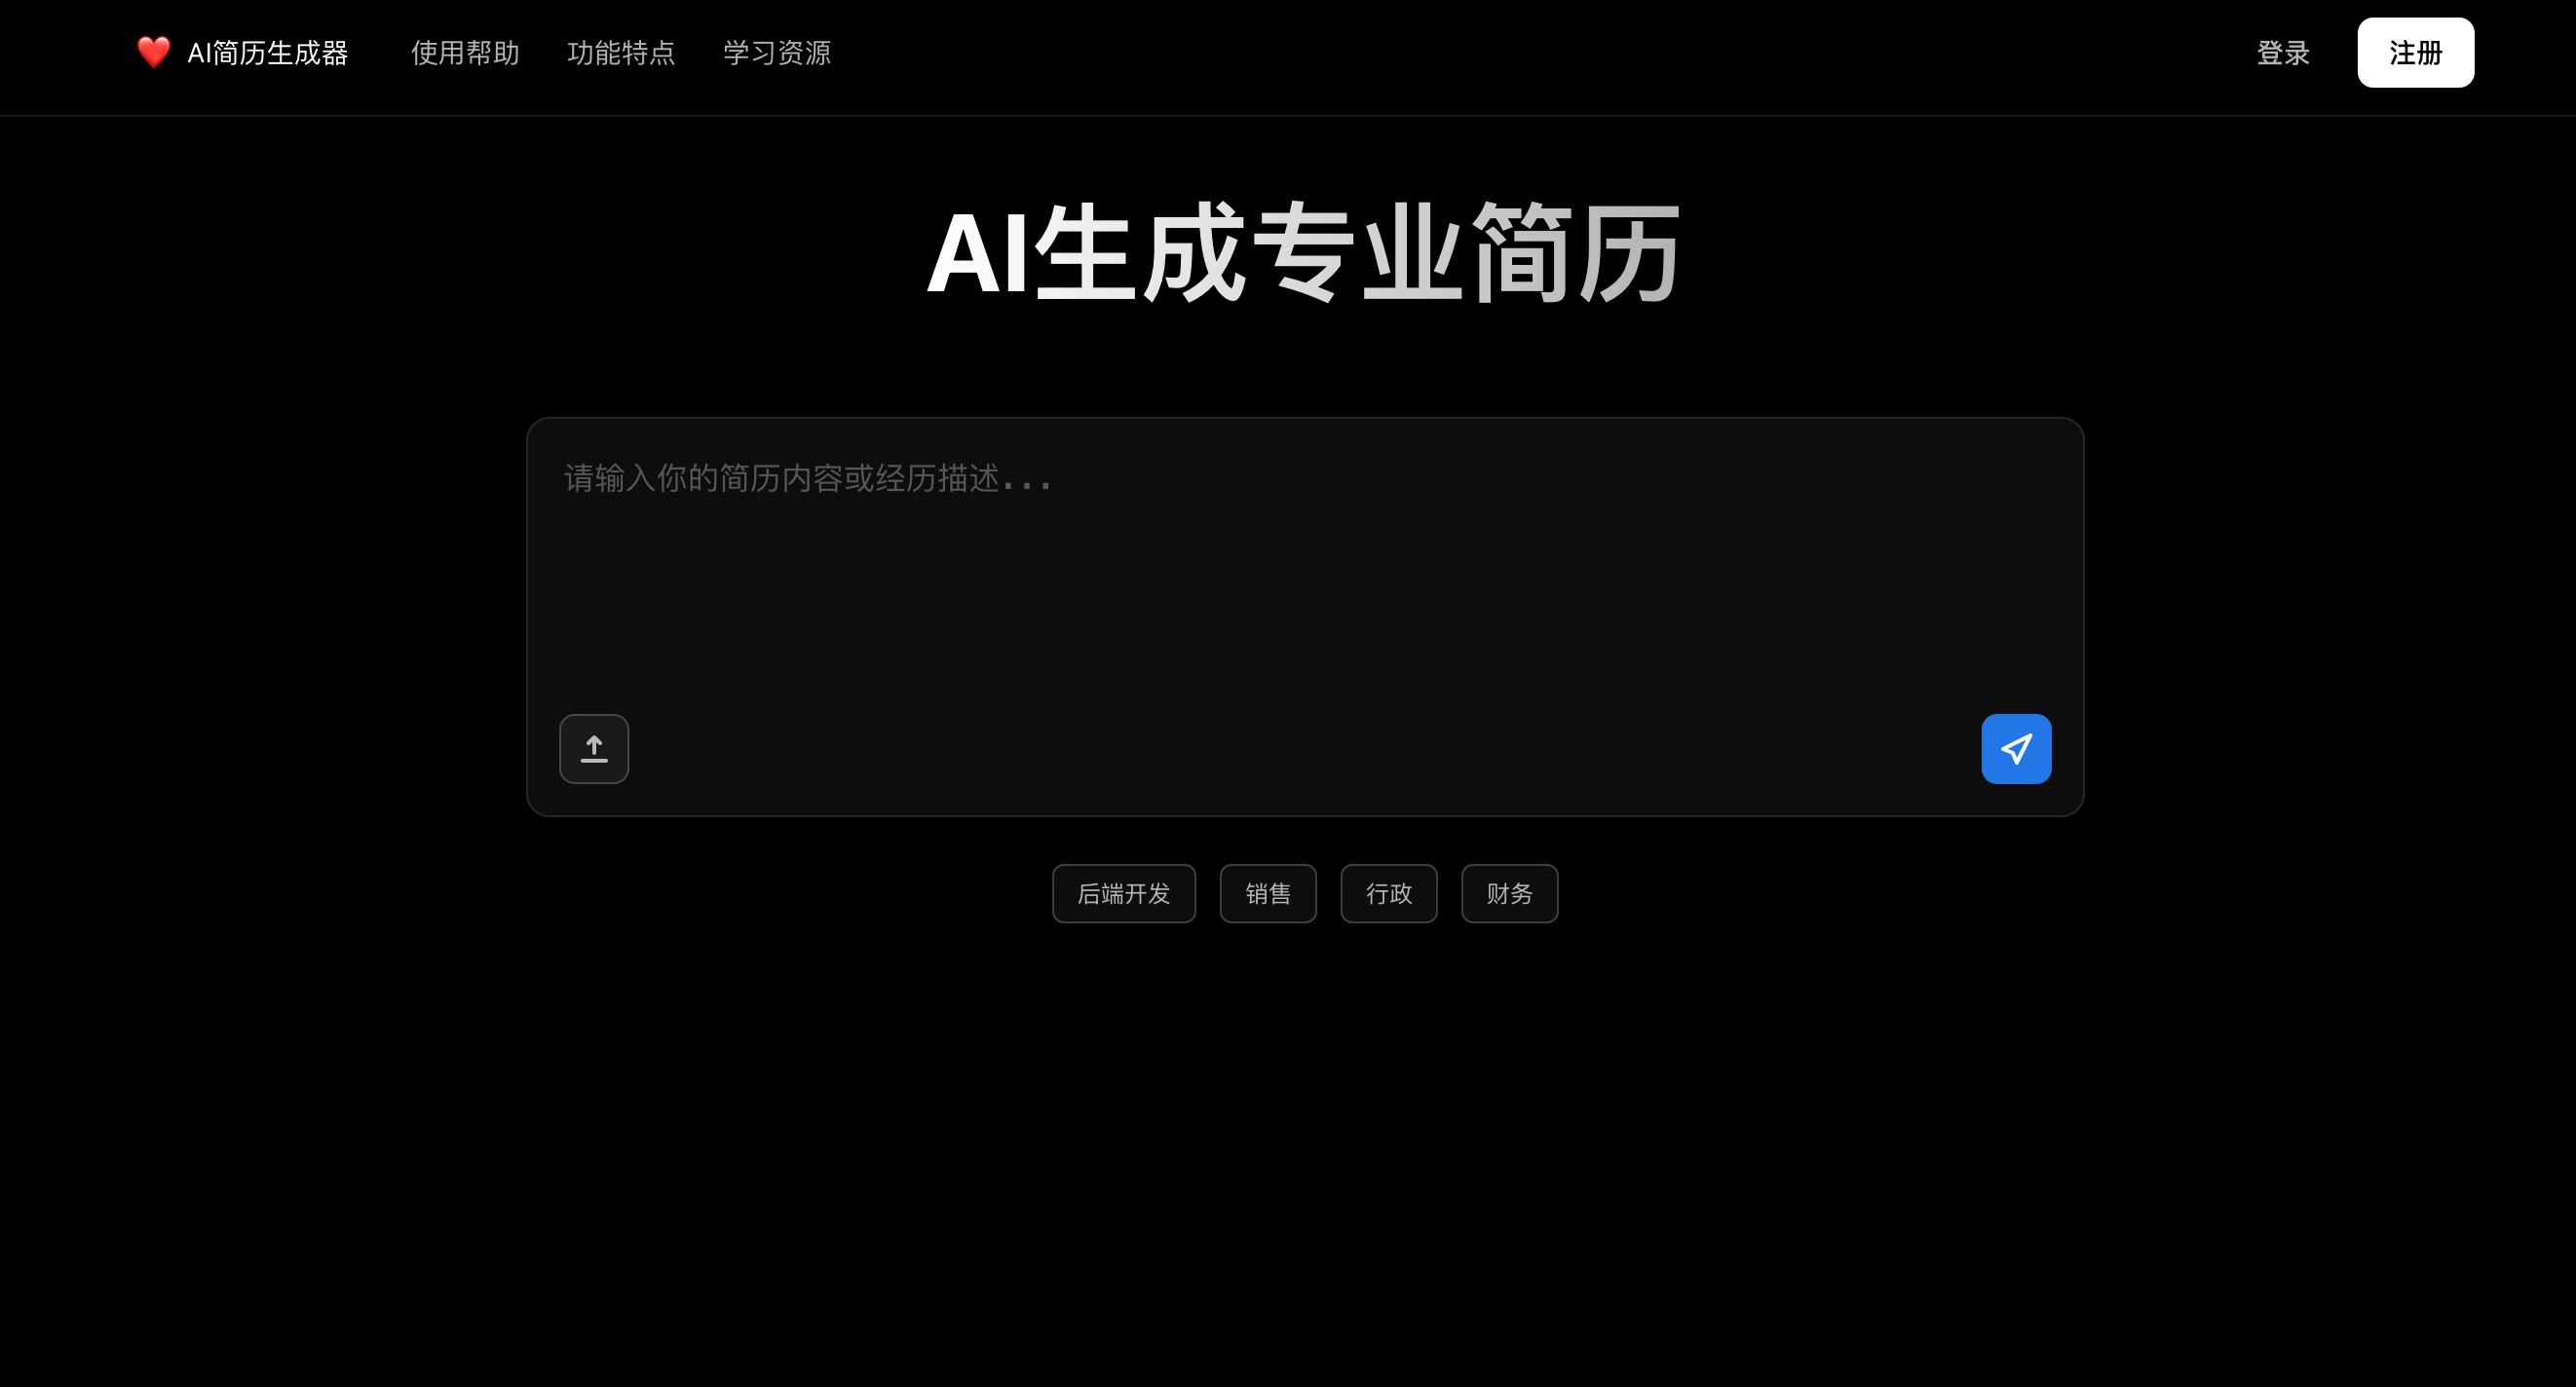 ❤️ AI简历生成器 使用帮助 功能特点 学习资源 登录 注册
AI生成专业简历
请输入你的简历内容或经历描述...
后端开发 销售 行政 财务